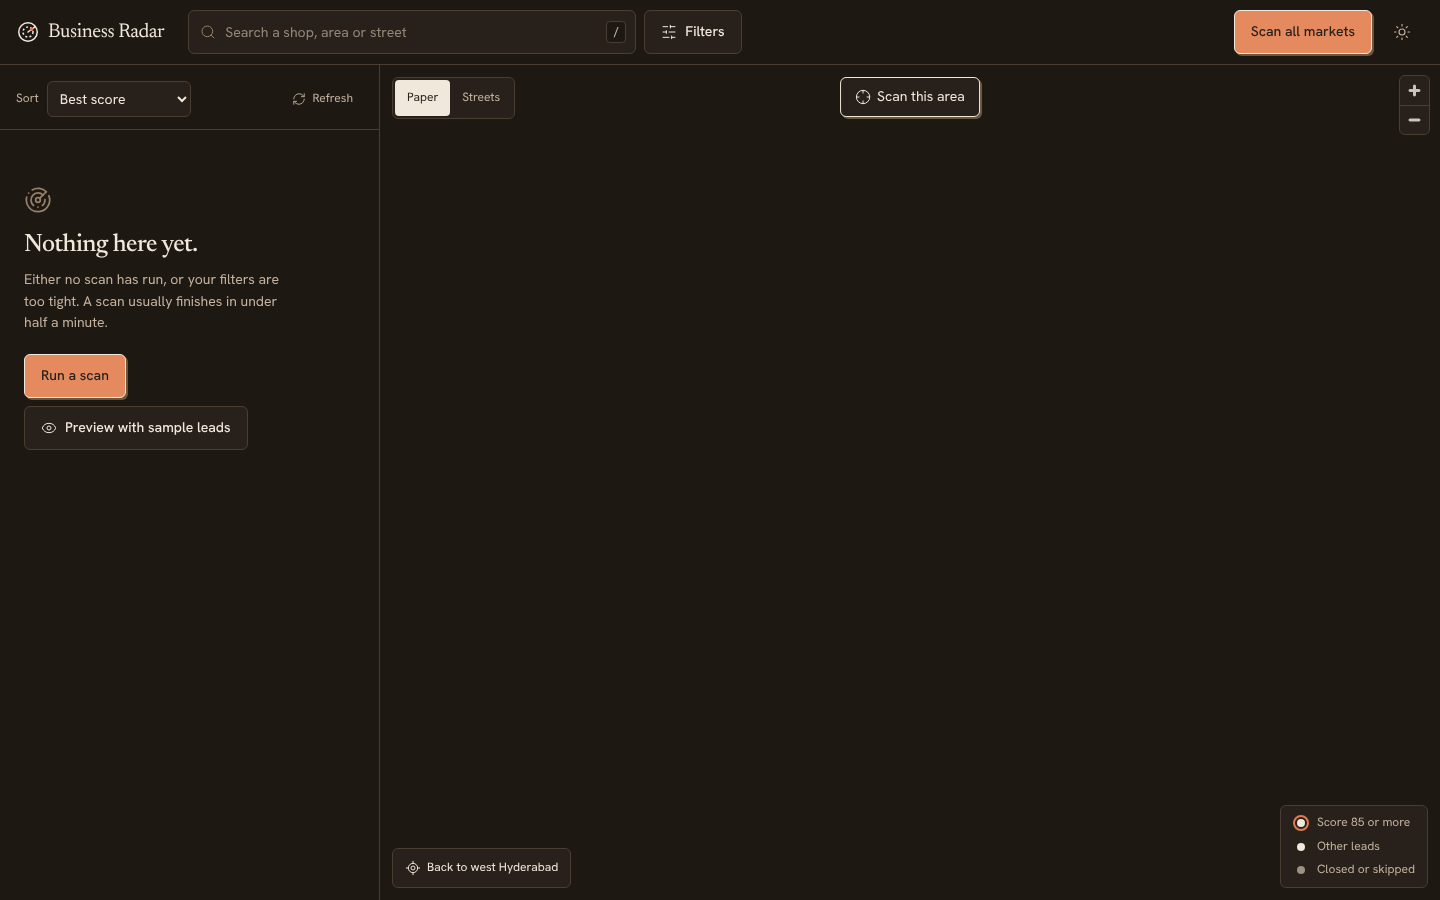 Business Radar
Search a shop, area or street
/
Filters
Scan all markets
Sort
Best score
Refresh
Paper
Streets
Scan this area
+
−
Nothing here yet.
Either no scan has run, or your filters are
too tight. A scan usually finishes in under
half a minute.
Run a scan
Preview with sample leads
Back to west Hyderabad
Score 85 or more
Other leads
Closed or skipped